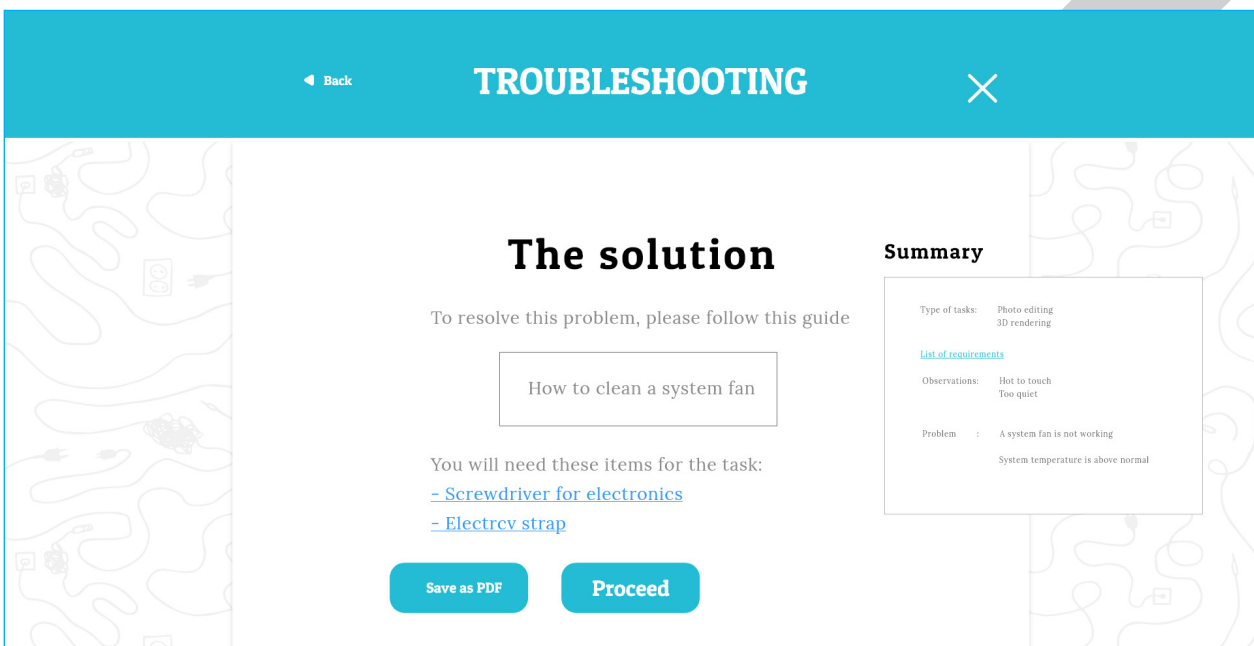 Back
TROUBLESHOOTING
The solution
To resolve this problem, please follow this guide
How to clean a system fan
You will need these items for the task:
- Screwdriver for electronics
- Electrcv strap
Save as PDF
Proceed
Summary
Type of tasks: Photo editing
3D rendering
List of requirements
Observations: Hot to touch
Too quiet
Problem : A system fan is not working
System temperature is above normal